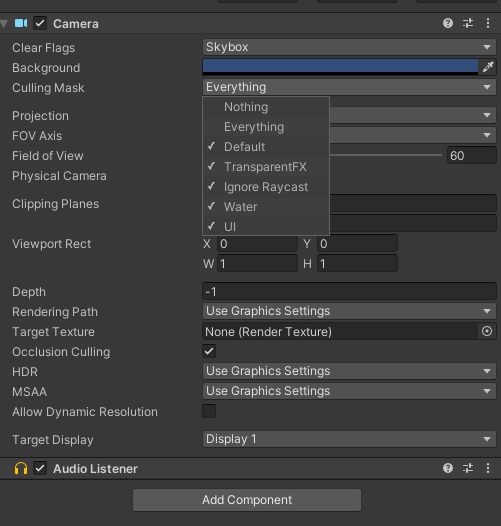 Camera
Clear Flags Skybox
Background
Culling Mask Everything
Nothing
Everything
Projection
FOV Axis
Default
Field of View TransparentFX 60
Physical Camera Ignore Raycast
Clipping Planes Water
UI
Viewport Rect X 0 Y 0
W 1 H 1
Depth -1
Rendering Path Use Graphics Settings
Target Texture None (Render Texture)
Occlusion Culling
HDR Use Graphics Settings
MSAA Use Graphics Settings
Allow Dynamic Resolution
Target Display Display 1
Audio Listener
Add Component